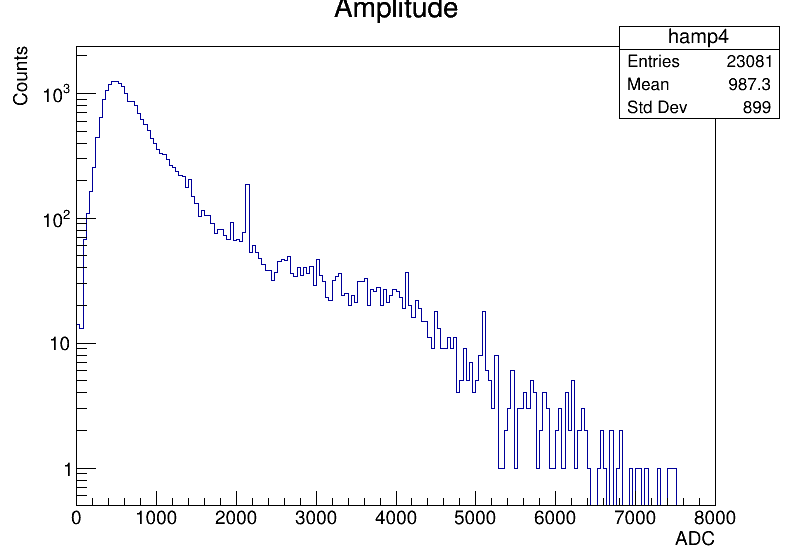 Amplitude
hamp4
Entries 23081
Mean 987.3
Std Dev 899
Counts
10³
10²
10
1
0 1000 2000 3000 4000 5000 6000 7000 8000
ADC